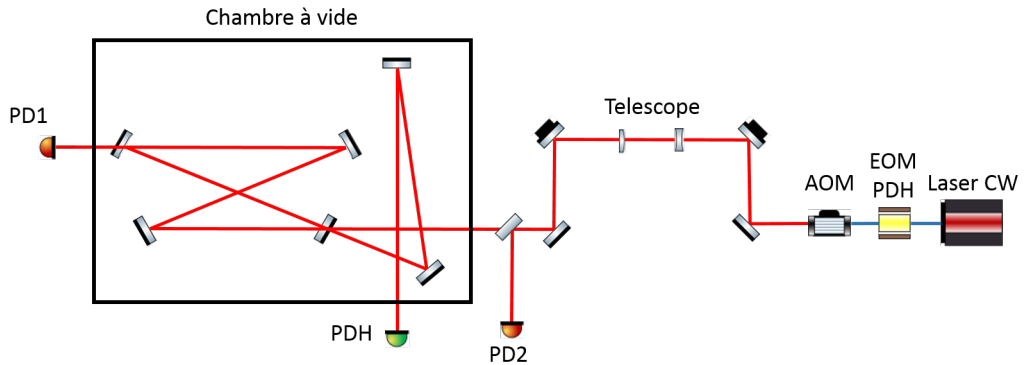 Chambre à vide
PD1
Telescope
EOM
PDH
AOM
Laser CW
PDH
PD2